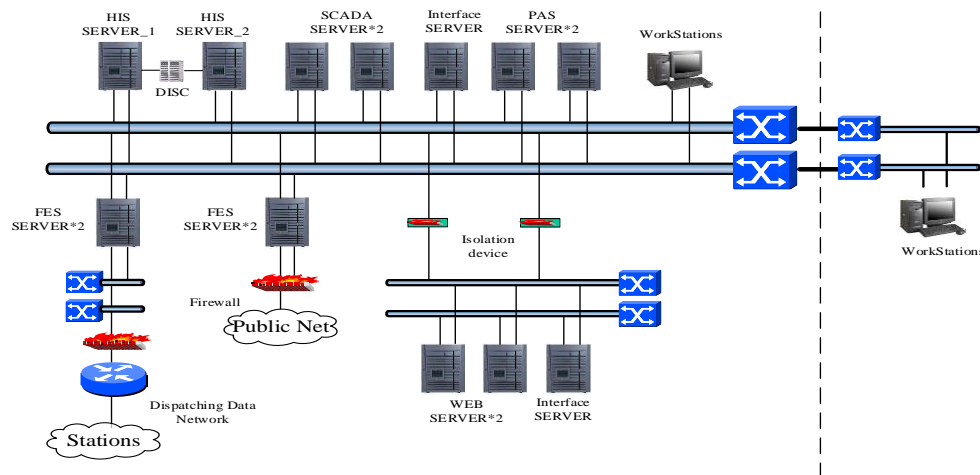 HIS
SERVER_1
HIS
SERVER_2
DISC
SCADA
SERVER*2
Interface
SERVER
PAS
SERVER*2
WorkStations
FES
SERVER*2
FES
SERVER*2
Isolation
device
WorkStations
Firewall
Public Net
WEB
SERVER*2
Interface
SERVER
Dispatching Data
Network
Stations